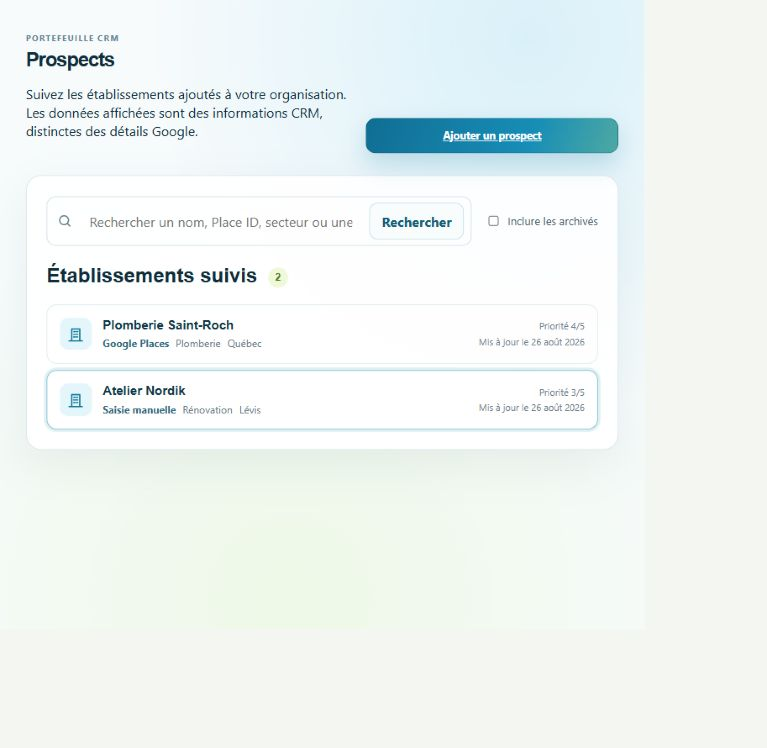 PORTEFEUILLE CRM
Prospects
Suivez les établissements ajoutés à votre organisation.
Les données affichées sont des informations CRM,
distinctes des détails Google.
Ajouter un prospect
Rechercher un nom, Place ID, secteur ou une
Rechercher
Inclure les archivés
Établissements suivis 2
Plomberie Saint-Roch
Google Places Plomberie Québec
Priorité 4/5
Mis à jour le 26 août 2026
Atelier Nordik
Saisie manuelle Rénovation Lévis
Priorité 3/5
Mis à jour le 26 août 2026